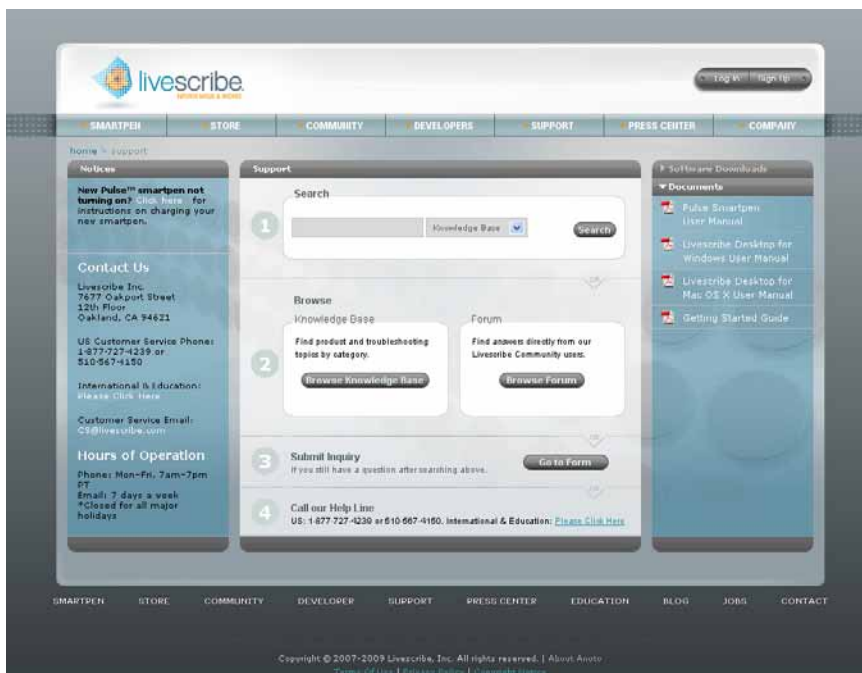 livescribe
Log In Sign Up
SMARTPEN STORE COMMUNITY DEVELOPERS SUPPORT PRESS CENTER COMPANY
home > support
Notices
New Pulse™ smartpen not
turning on? Click here for
instructions on charging your
new smartpen.
Contact Us
Livescribe Inc.
7677 Oakport Street
12th Floor
Oakland, CA 94621
US Customer Service Phone:
1-877-727-4239 or
510-567-4150
International & Education:
Please Click Here
Customer Service Email:
CS@livescribe.com
Hours of Operation
Phone: Mon-Fri, 7am-7pm
PT
Email: 7 days a week
*Closed for all major
holidays
Support
1
Search
Knowledge Base
Search
OR
2
Browse
Knowledge Base
Find product and troubleshooting
topics by category.
Browse Knowledge Base
Forum
Find answers directly from our
Livescribe Community users.
Browse Forum
OR
3
Submit Inquiry
If you still have a question after searching above.
Go to Form
OR
4
Call our Help Line
US: 1-877-727-4239 or 510-567-4150. International & Education: Please Click Here
Software Downloads
Documents
Pulse Smartpen
User Manual
Livescribe Desktop for
Windows User Manual
Livescribe Desktop for
Mac OS X User Manual
Getting Started Guide
SMARTPEN STORE COMMUNITY DEVELOPER SUPPORT PRESS CENTER EDUCATION BLOG JOBS CONTACT
Copyright © 2007-2009 Livescribe, Inc. All rights reserved. | About Anoto
Terms Of Use | Privacy Policy | Copyright Notice